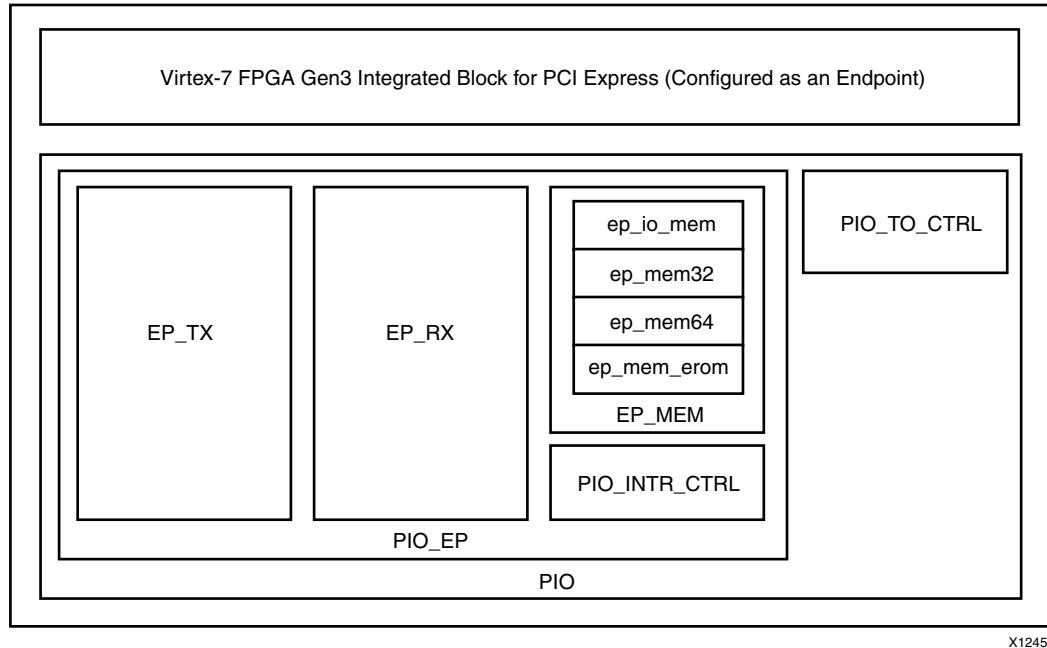 Virtex-7 FPGA Gen3 Integrated Block for PCI Express (Configured as an Endpoint)
EP_TX
EP_RX
ep_io_mem
ep_mem32
ep_mem64
ep_mem_erom
EP_MEM
PIO_INTR_CTRL
PIO_TO_CTRL
PIO_EP
PIO
X1245